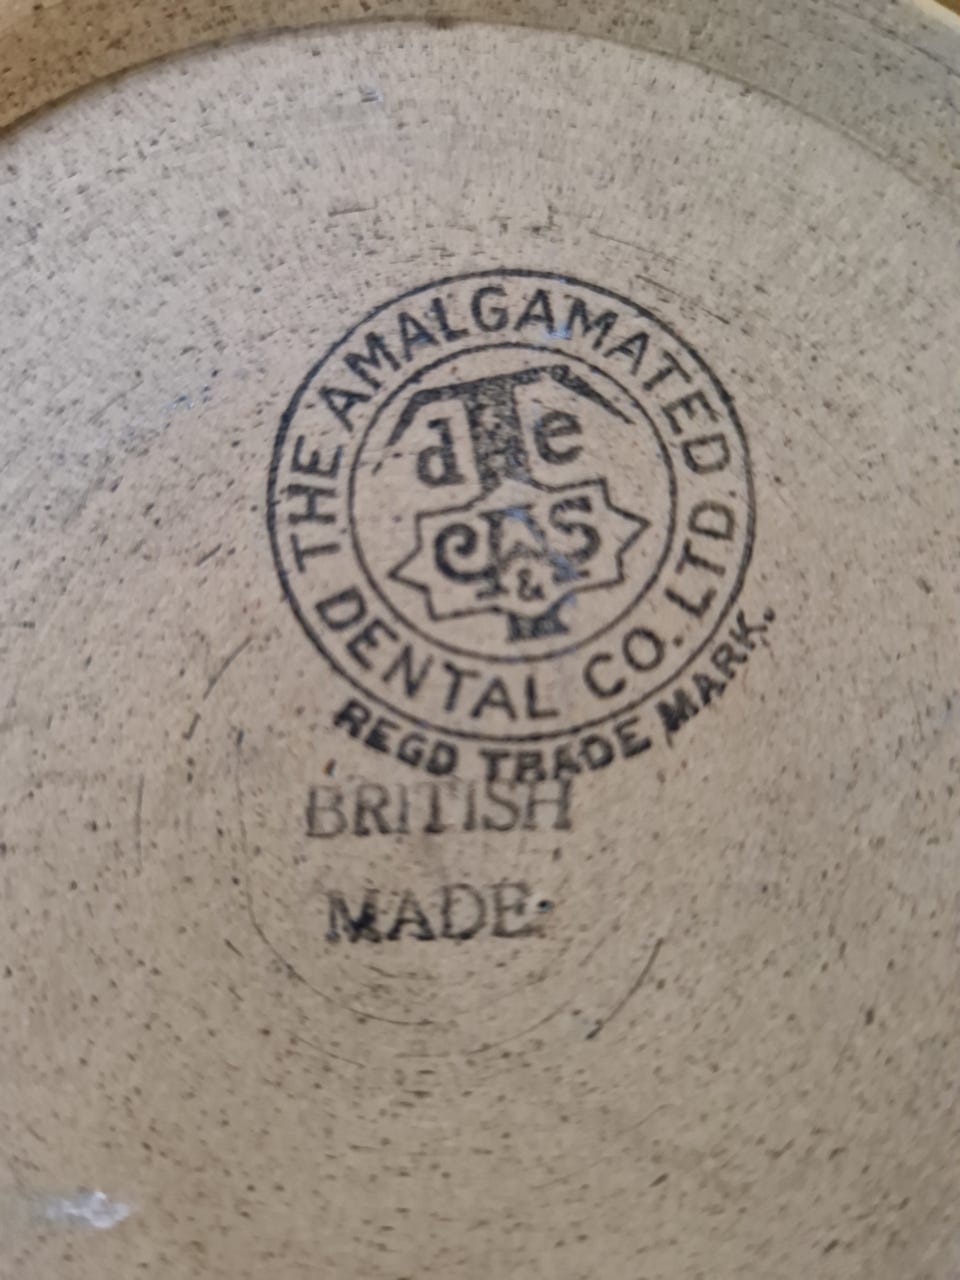 THE AMALGAMATED
DENTAL CO. LTD.
d T e
&
REGD TRADE MARK.
BRITISH
MADE